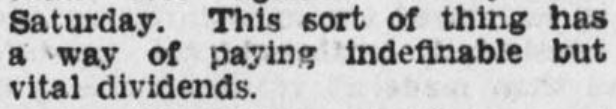 Saturday. This sort of thing has
a way of paying indefinable but
vital dividends.